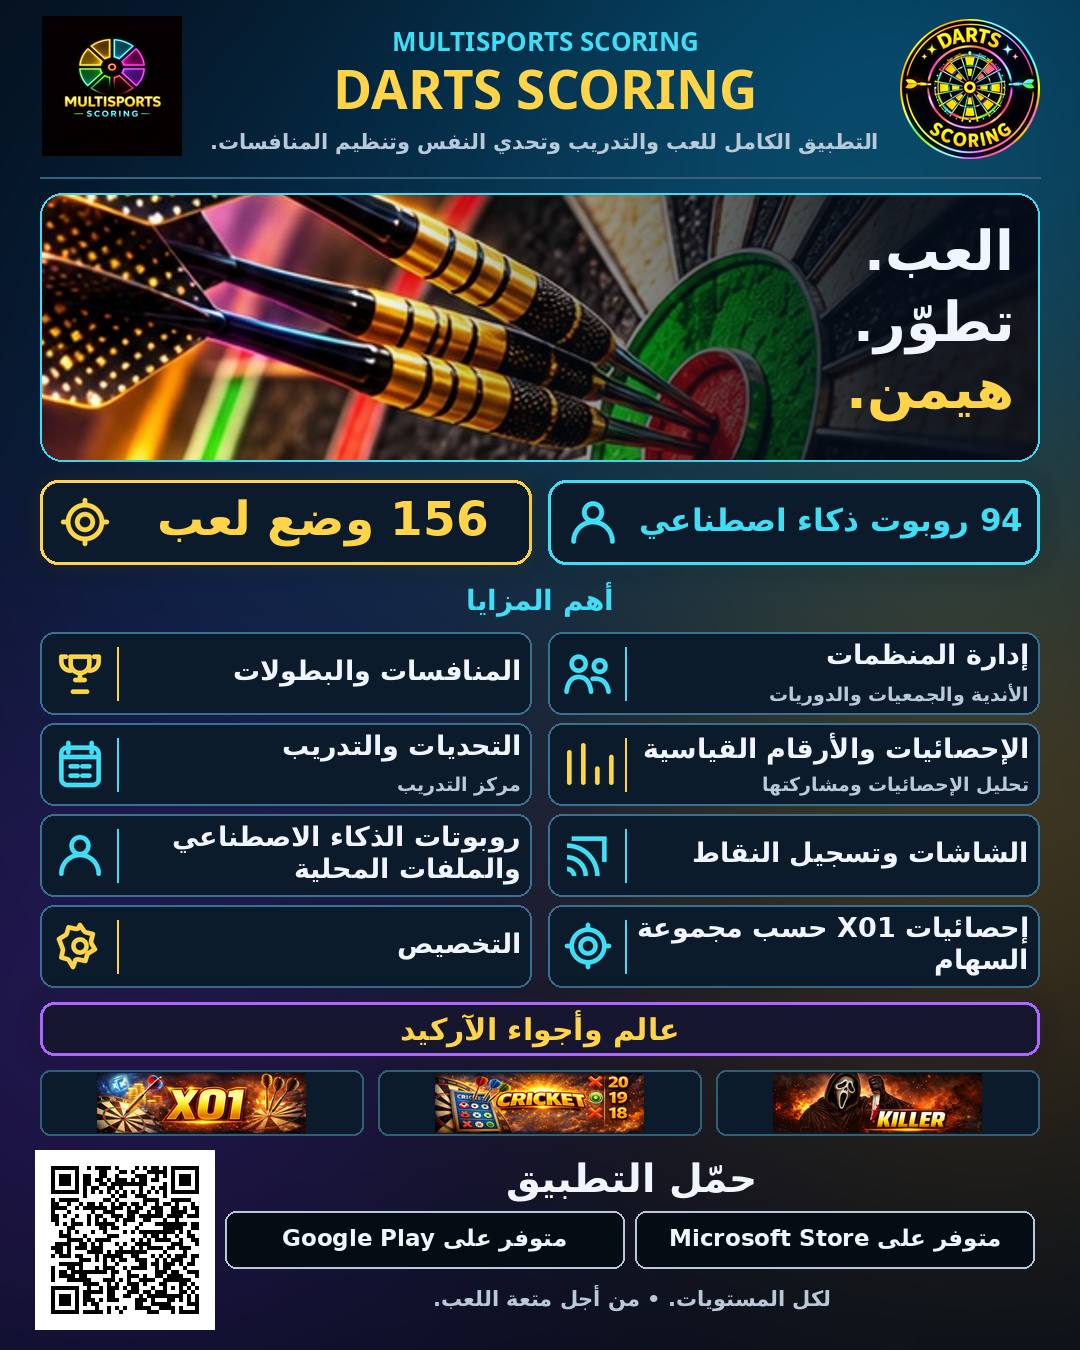 MULTISPORTS
SCORING
MULTISPORTS SCORING
DARTS SCORING
التطبيق الكامل للعب والتدريب وتحدي النفس وتنظيم المنافسات.
DARTS
SCORING
العب.
تطوّر.
هيمن.
94 روبوت ذكاء اصطناعي
156 وضع لعب
أهم المزايا
إدارة المنظمات
الأندية والجمعيات والدوريات
المنافسات والبطولات
الإحصائيات والأرقام القياسية
تحليل الإحصائيات ومشاركتها
التحديات والتدريب
مركز التدريب
الشاشات وتسجيل النقاط
روبوتات الذكاء الاصطناعي
والملفات المحلية
إحصائيات X01 حسب مجموعة
السهام
التخصيص
عالم وأجواء الآركيد
X01
CRICKET
CRICKET
20
19
18
KILLER
حمّل التطبيق
متوفر على Microsoft Store
متوفر على Google Play
لكل المستويات. • من أجل متعة اللعب.